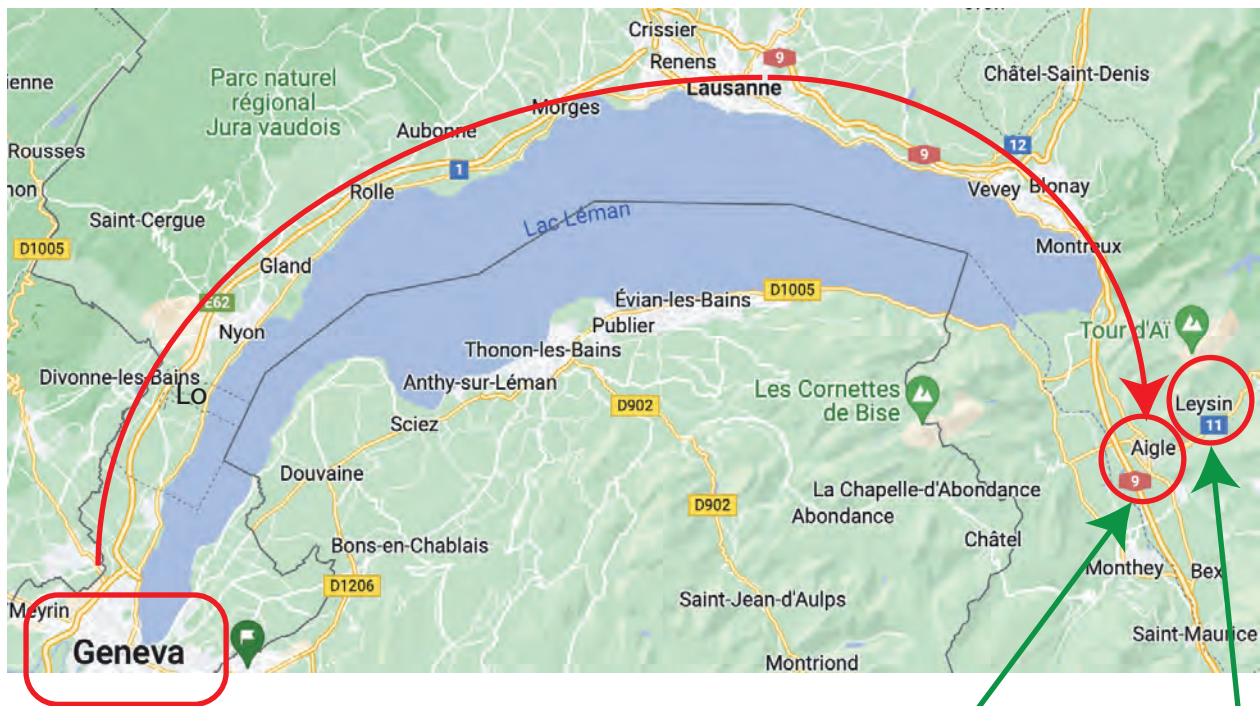 Crissier
Renens
9
Châtel-Saint-Denis
Parc naturel
régional
Jura vaudois
Lausanne
Morges
Aubonne
Rousses
12
9
1
Rolle
Vevey
Blonay
Saint-Cergue
Lac Léman
D1005
Montreux
Gland
E62
D1005
Évian-les-Bains
Nyon
Publier
Tour d'Aï
Thonon-les-Bains
Divonne-les-Bains
Lo
Anthy-sur-Léman
Les Cornettes
de Bise
Leysin
D902
11
Sciez
Aigle
Douvaine
9
La Chapelle-d'Abondance
D902
Abondance
Bons-en-Chablais
Châtel
Monthey
Bex
D1206
Meyrin
Saint-Jean-d'Aulps
Saint-Maurice
Geneva
Montriond